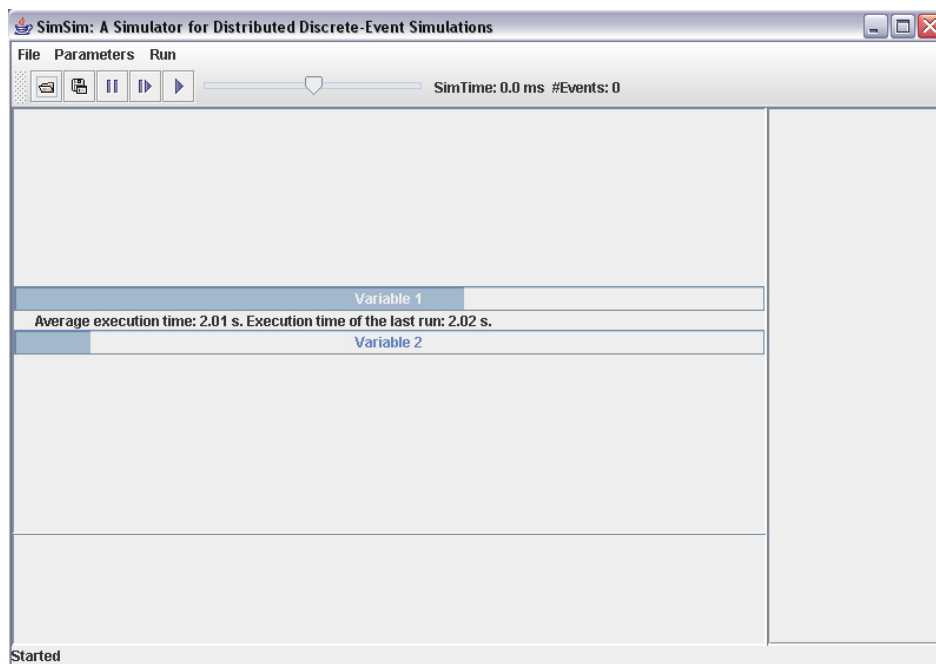 SimSim: A Simulator for Distributed Discrete-Event Simulations
File Parameters Run
SimTime: 0.0 ms #Events: 0
Variable 1
Average execution time: 2.01 s. Execution time of the last run: 2.02 s.
Variable 2
Started